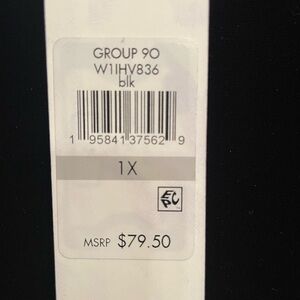 GROUP 90
W1IHV836
blk
1 95841 37562 9
1X
MSRP $79.50